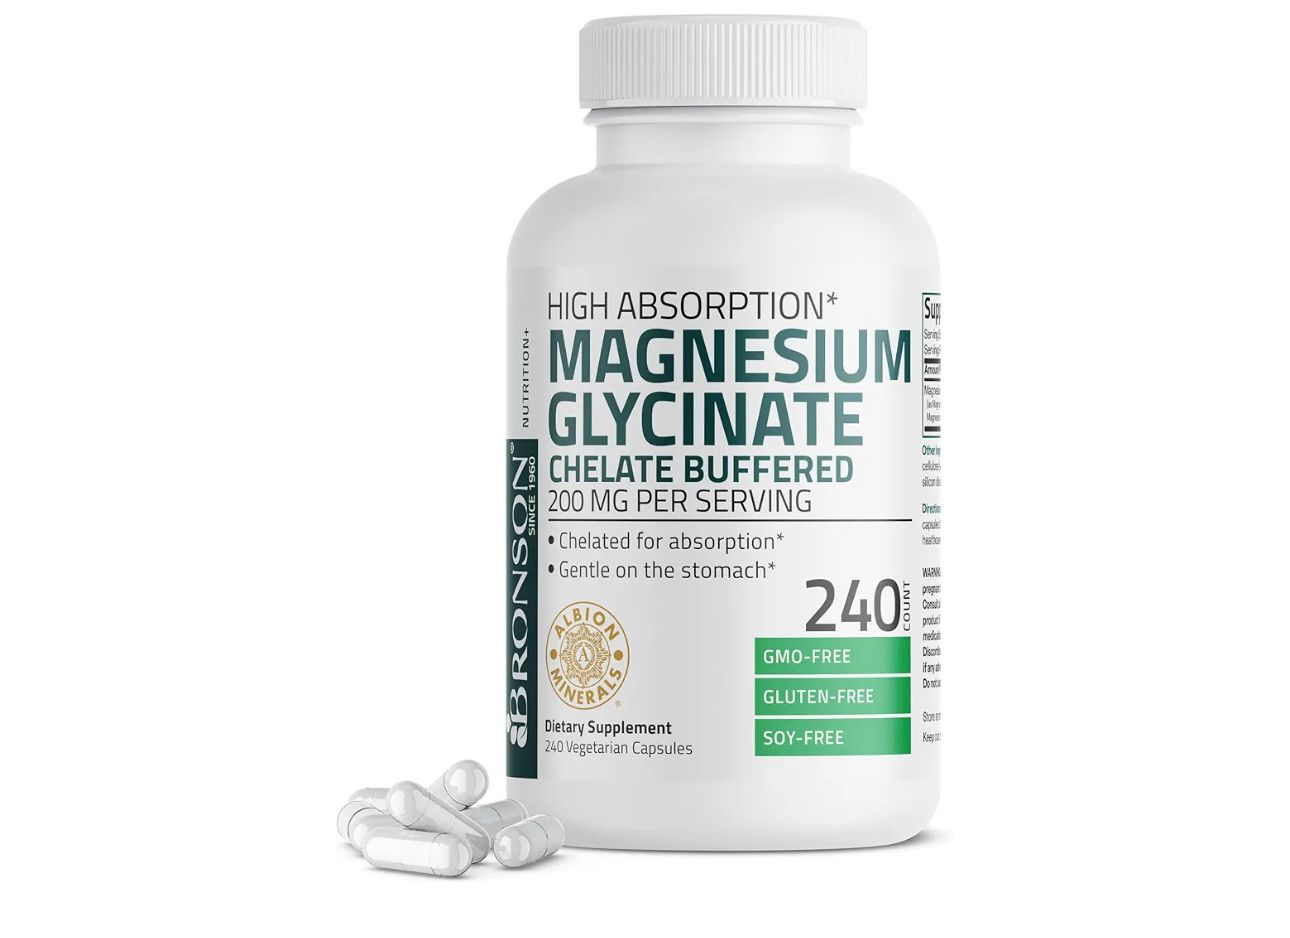 HIGH ABSORPTION*
MAGNESIUM
GLYCINATE
CHELATE BUFFERED
200 MG PER SERVING
• Chelated for absorption*
• Gentle on the stomach*
240 COUNT
GMO-FREE
GLUTEN-FREE
SOY-FREE
ALBION
A
MINERALS®
Dietary Supplement
240 Vegetarian Capsules
BRONSON®
SINCE 1960
NUTRITION+